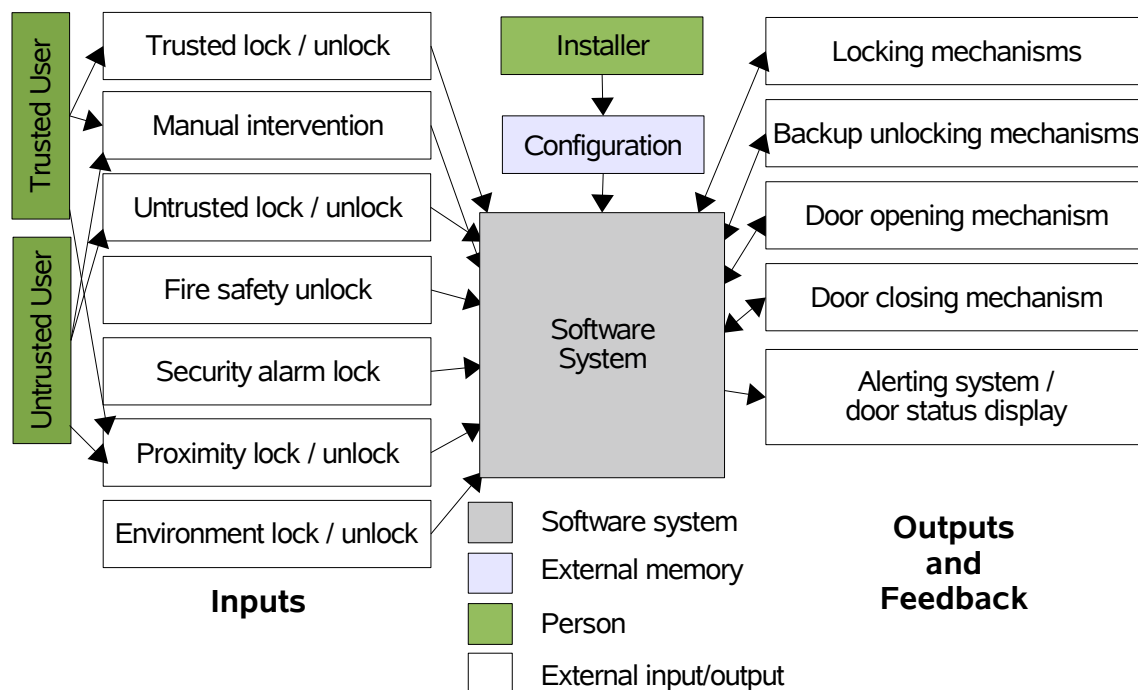 Trusted User
Untrusted User
Trusted lock / unlock
Manual intervention
Untrusted lock / unlock
Fire safety unlock
Security alarm lock
Proximity lock / unlock
Environment lock / unlock
Inputs
Installer
Configuration
Software
System
Locking mechanisms
Backup unlocking mechanisms
Door opening mechanism
Door closing mechanism
Alerting system /
door status display
Outputs
and
Feedback
Software system
External memory
Person
External input/output